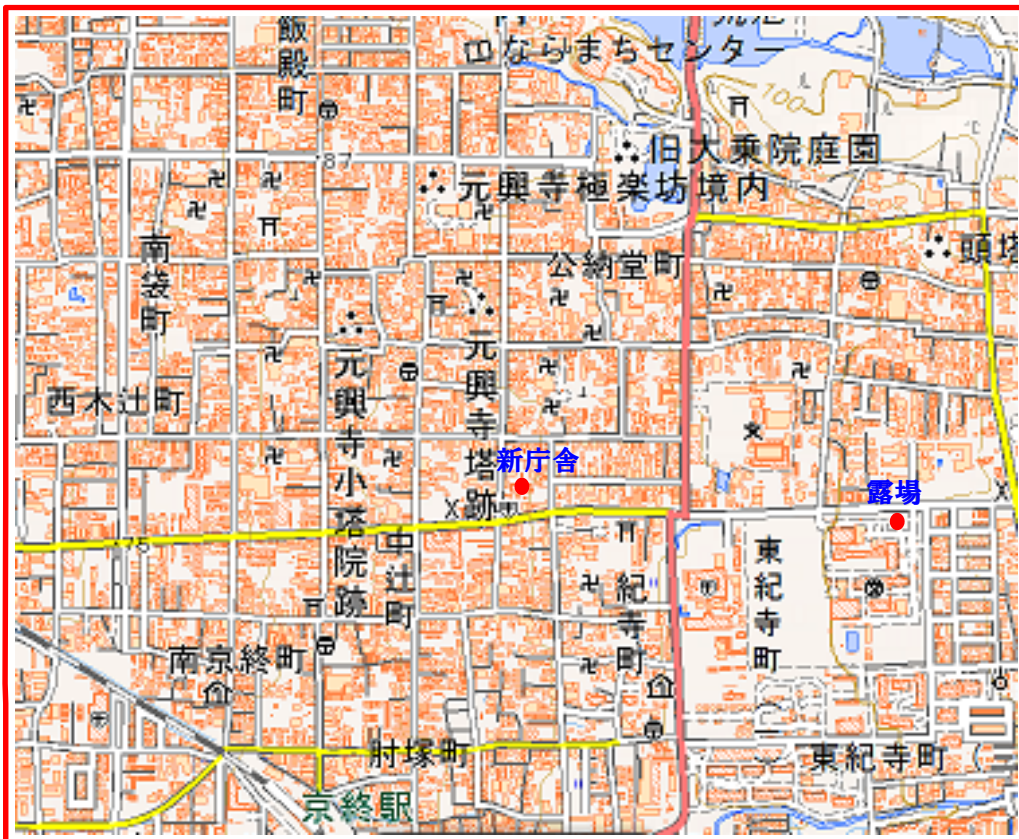 飯殿町
ならまちセンター
100
旧大乗院庭園
87
元興寺極楽坊境内
南袋町
公納堂町
頭塔
元興寺小塔院跡
元興寺塔跡
西木辻町
新庁舎
露場
75
中辻町
紀寺町
東紀寺町
南京終町
肘塚町
東紀寺町（
京終駅